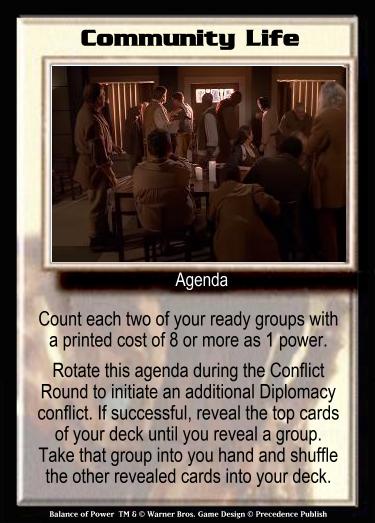 Community Life
Agenda
Count each two of your ready groups with
a printed cost of 8 or more as 1 power.
Rotate this agenda during the Conflict
Round to initiate an additional Diplomacy
conflict. If successful, reveal the top cards
of your deck until you reveal a group.
Take that group into you hand and shuffle
the other revealed cards into your deck.
Balance of Power TM & © Warner Bros. Game Design © Precedence Publish